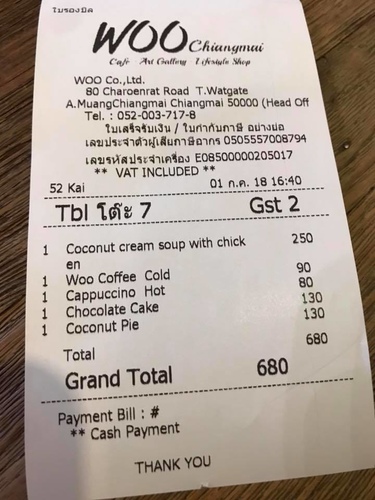 ใบรองบิล
WOO Chiangmai
Café Art Gallery Lifestyle Shop
WOO Co.,Ltd.
80 Charoenrat Road T.Watgate
A.MuangChiangmai Chiangmai 50000 (Head Off
Tel. : 052-003-717-8
ใบเสร็จรับเงิน / ใบกำกับภาษี อย่างย่อ
เลขประจำตัวผู้เสียภาษีอากร 0505557008794
เลขรหัสประจำเครื่อง E08500000205017
** VAT INCLUDED **
52 Kai 01 ก.ค. 18 16:40
Tbl โต๊ะ 7 Gst 2
1 Coconut cream soup with chick 250
en
1 Woo Coffee Cold 90
1 Cappuccino Hot 80
1 Chocolate Cake 130
1 Coconut Pie 130
Total 680
Grand Total 680
Payment Bill : #
** Cash Payment
THANK YOU